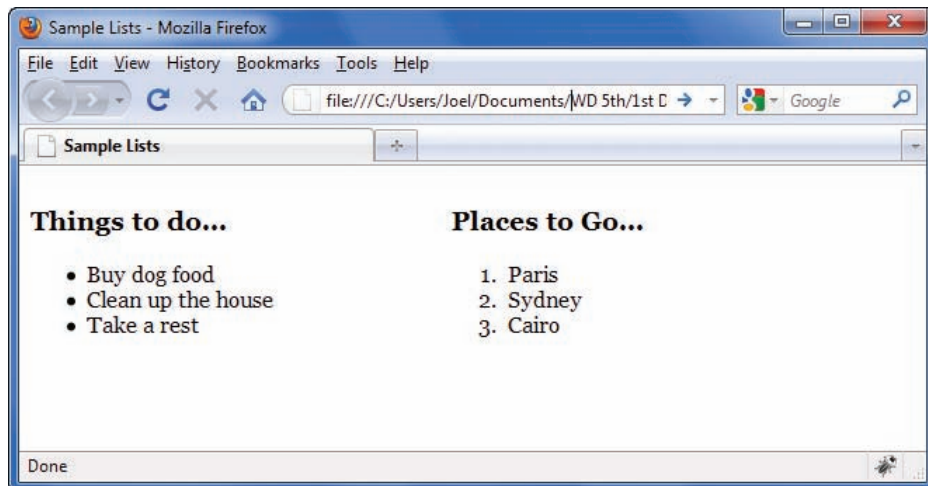 Sample Lists - Mozilla Firefox
File Edit View History Bookmarks Tools Help
file:///C:/Users/Joel/Documents/WD 5th/1st D
Google
Sample Lists
Things to do...
• Buy dog food
• Clean up the house
• Take a rest
Places to Go...
1. Paris
2. Sydney
3. Cairo
Done